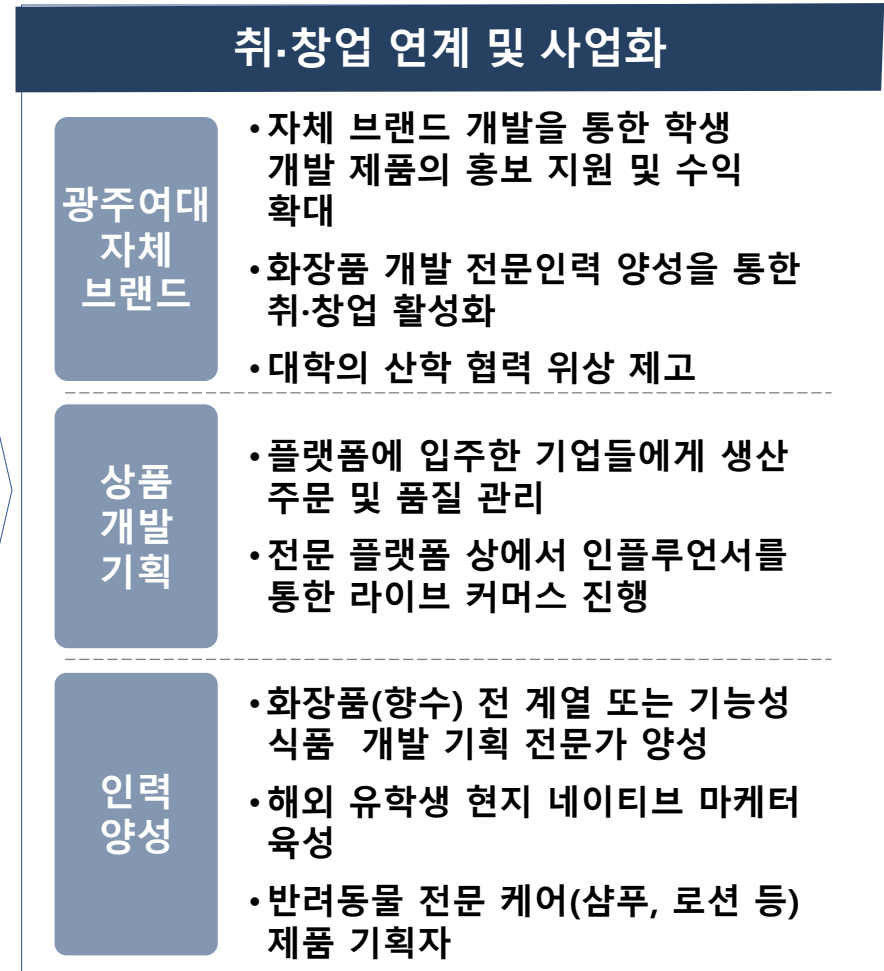 취·창업 연계 및 사업화
광주여대
자체
브랜드
•자체 브랜드 개발을 통한 학생
개발 제품의 홍보 지원 및 수익
확대
•화장품 개발 전문인력 양성을 통한
취·창업 활성화
•대학의 산학 협력 위상 제고
상품
개발
기획
•플랫폼에 입주한 기업들에게 생산
주문 및 품질 관리
•전문 플랫폼 상에서 인플루언서를
통한 라이브 커머스 진행
인력
양성
•화장품(향수) 전 계열 또는 기능성
식품  개발 기획 전문가 양성
•해외 유학생 현지 네이티브 마케터
육성
•반려동물 전문 케어(샴푸, 로션 등)
제품 기획자